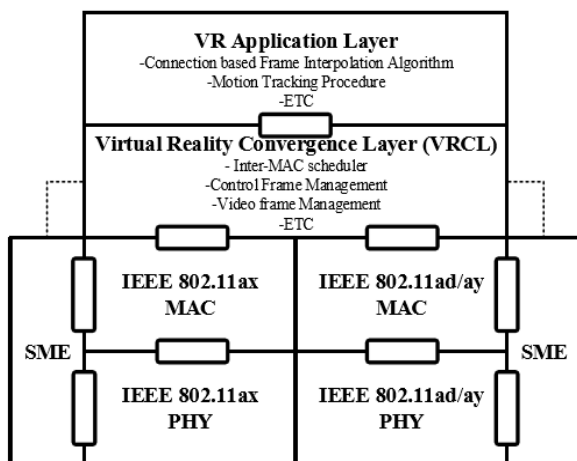 VR Application Layer
-Connection based Frame Interpolation Algorithm
-Motion Tracking Procedure
-ETC
Virtual Reality Convergence Layer (VRCL)
- Inter-MAC scheduler
-Control Frame Management
-Video frame Management
-ETC
IEEE 802.11ax
MAC
IEEE 802.11ad/ay
MAC
SME
SME
IEEE 802.11ax
PHY
IEEE 802.11ad/ay
PHY